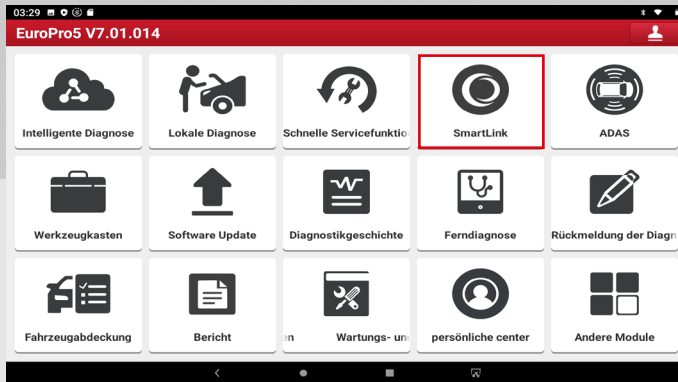 03:29
EuroPro5 V7.01.014
Intelligente Diagnose
Lokale Diagnose
Schnelle Servicefunktio
SmartLink
ADAS
Werkzeugkasten
Software Update
Diagnostikgeschichte
Ferndiagnose
Rückmeldung der Diagn
Fahrzeugabdeckung
Bericht
en Wartungs- un
persönliche center
Andere Module